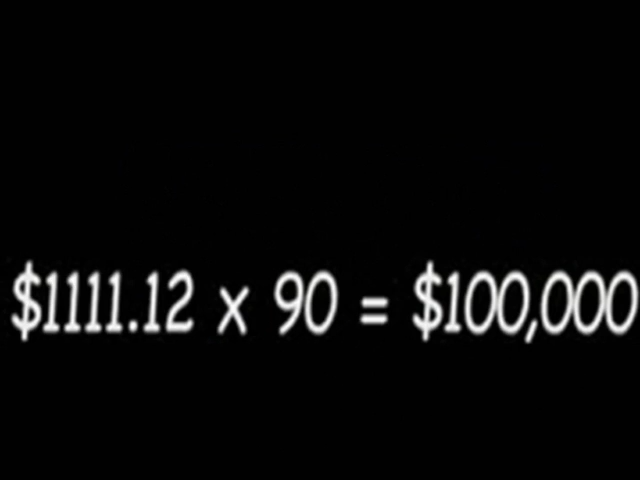 $1111.12 x 90 = $100,000